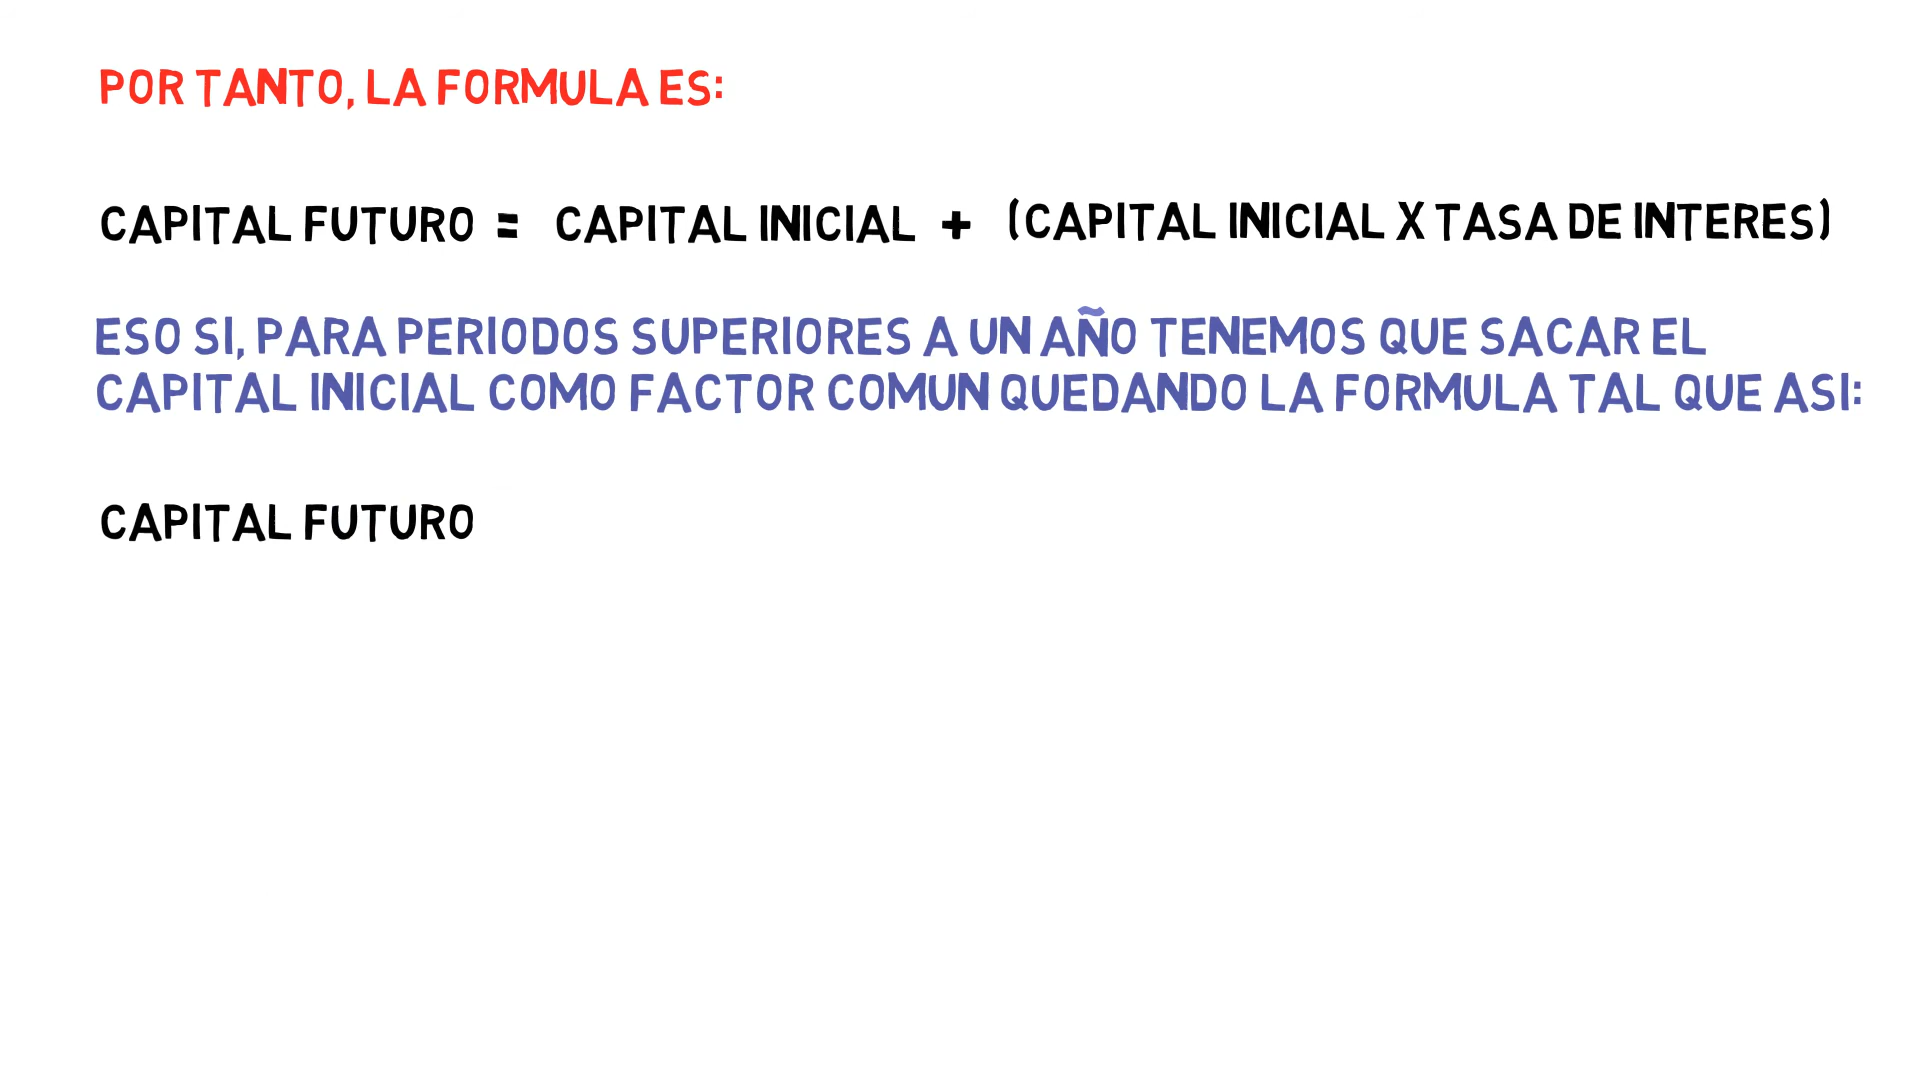 POR TANTO, LA FORMULA ES:
CAPITAL FUTURO = CAPITAL INICIAL + (CAPITAL INICIAL X TASA DE INTERES)
ESO SI, PARA PERIODOS SUPERIORES A UN AÑO TENEMOS QUE SACAR EL
CAPITAL INICIAL COMO FACTOR COMUN QUEDANDO LA FORMULA TAL QUE ASI:
CAPITAL FUTURO